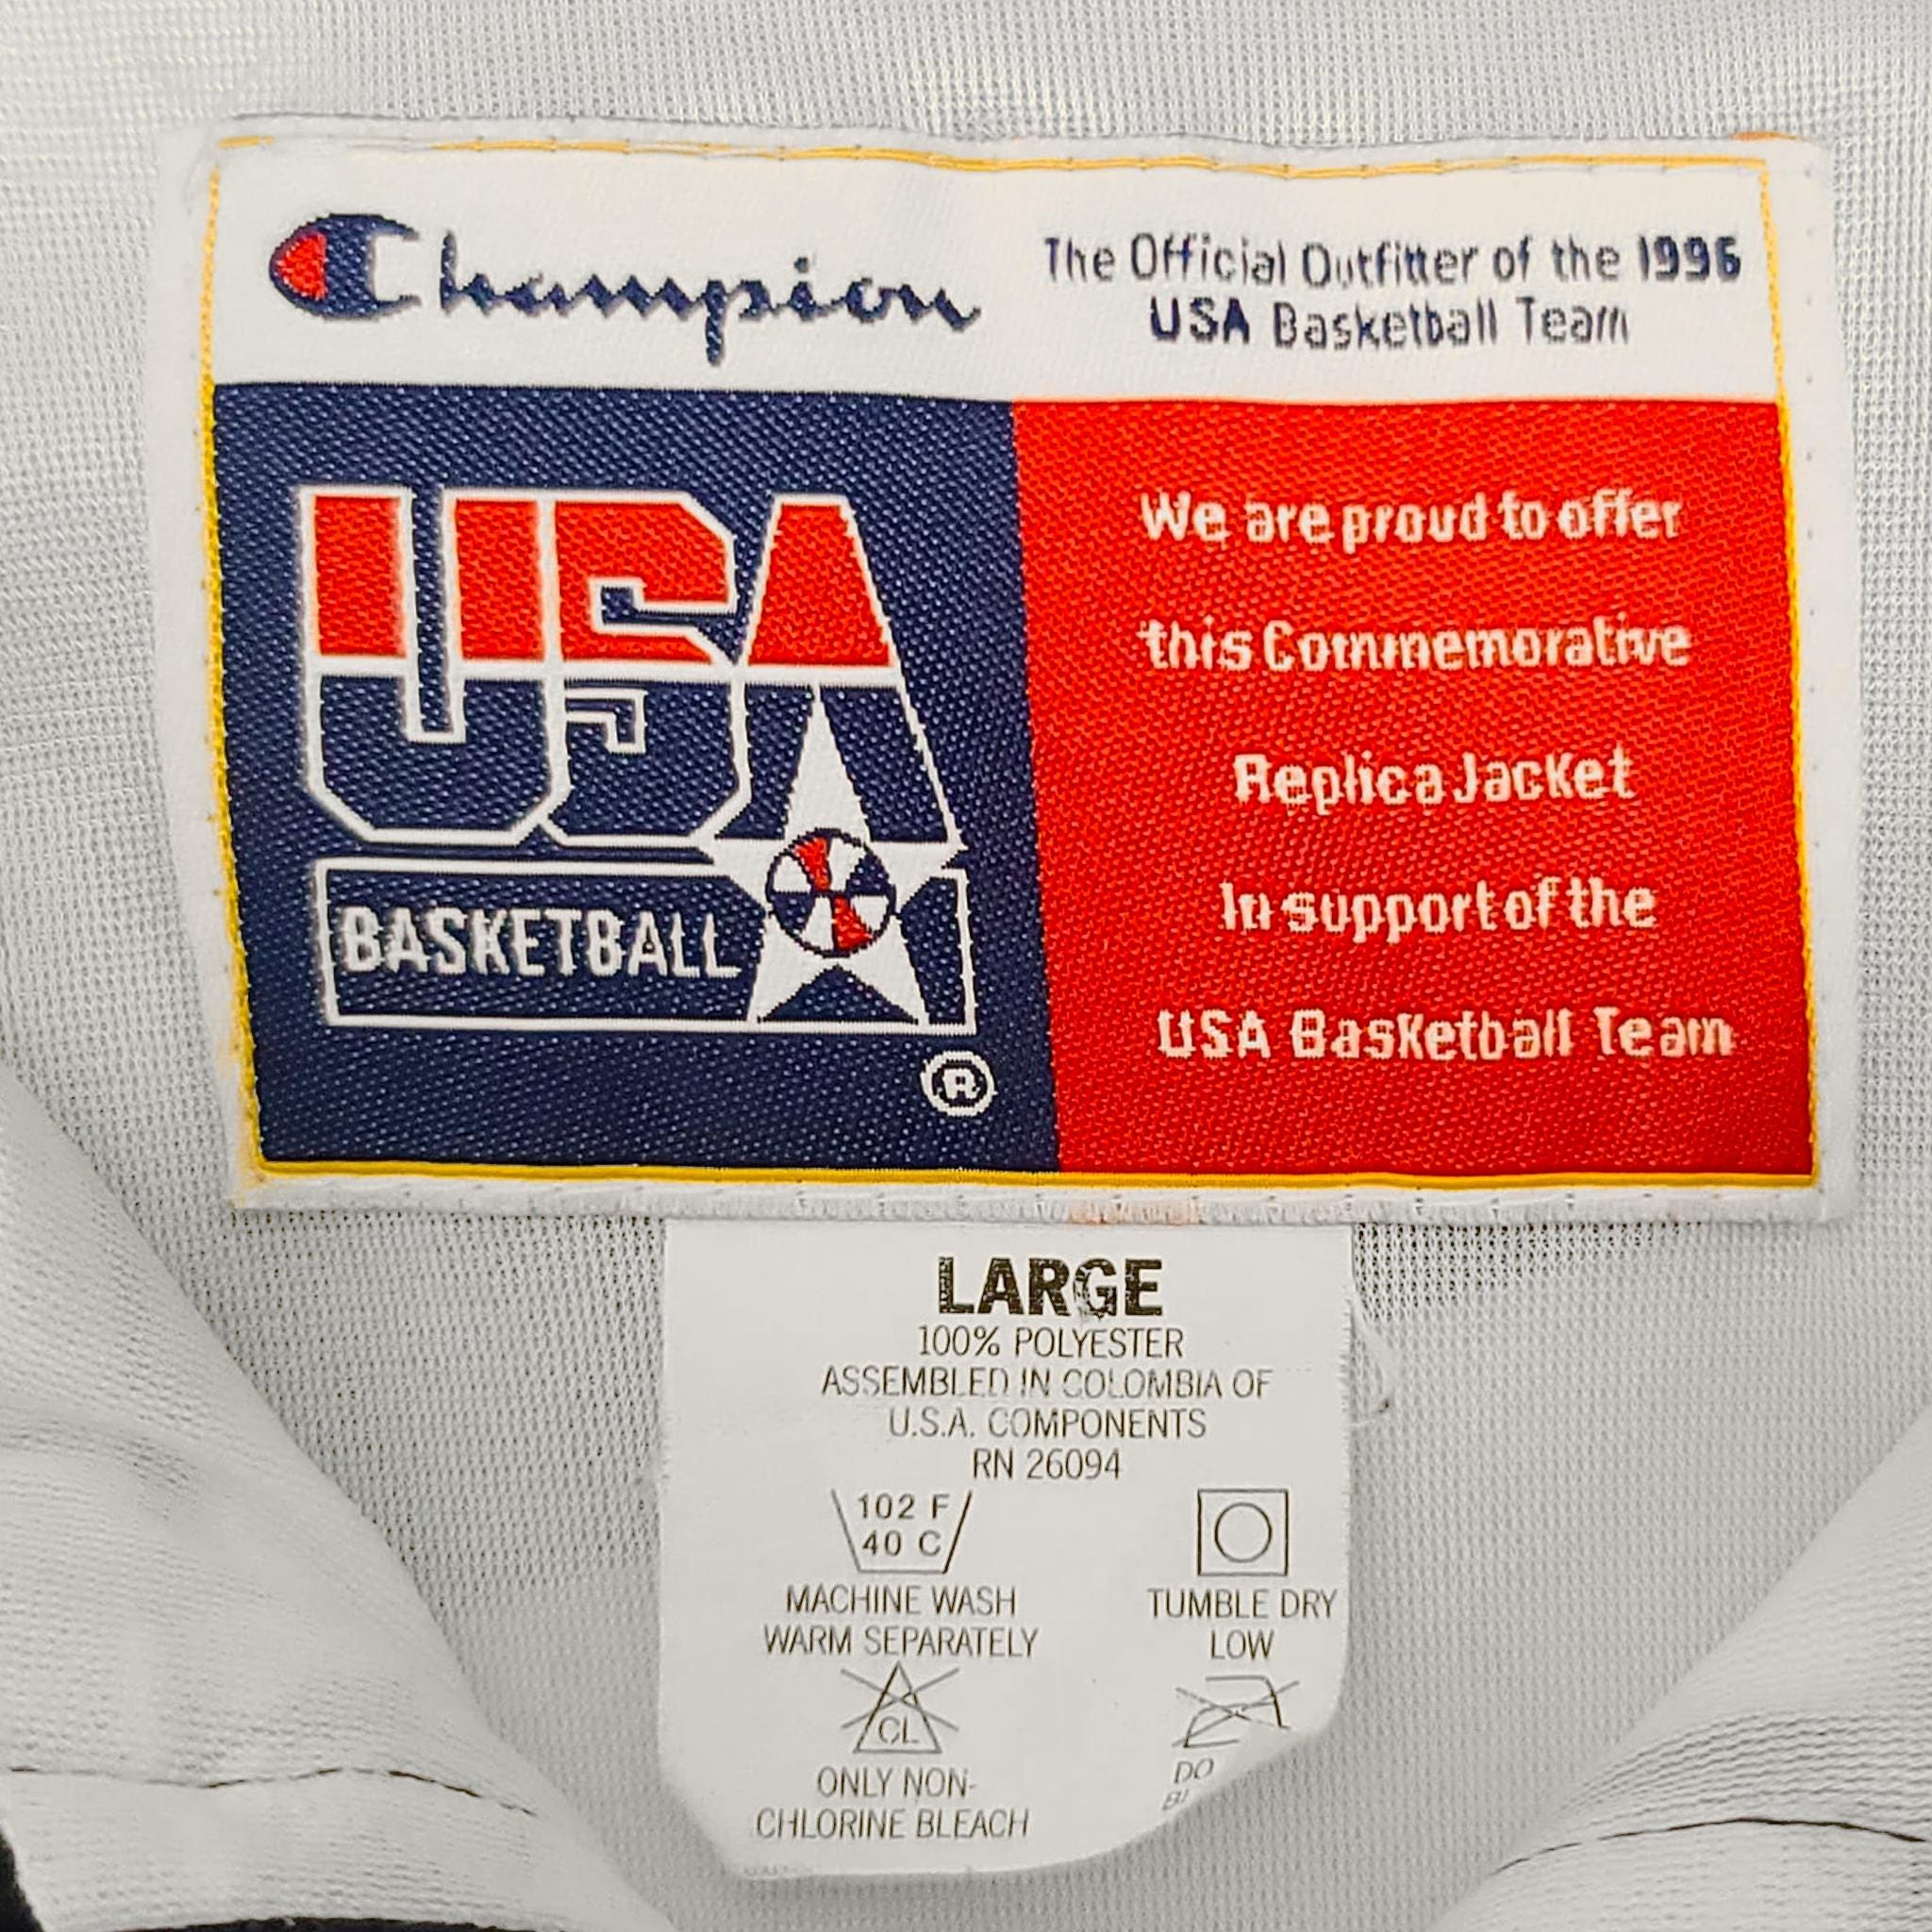 Champion
The Official Outfitter of the 1996
USA Basketball Team
USA
BASKETBALL
®
We are proud to offer
this Commemorative
Replica Jacket
In support of the
USA Basketball Team
LARGE
100% POLYESTER
ASSEMBLED IN COLOMBIA OF
U.S.A. COMPONENTS
RN 26094
102 F
40 C
MACHINE WASH
WARM SEPARATELY
TUMBLE DRY
LOW
CL
ONLY NON-
CHLORINE BLEACH
DO